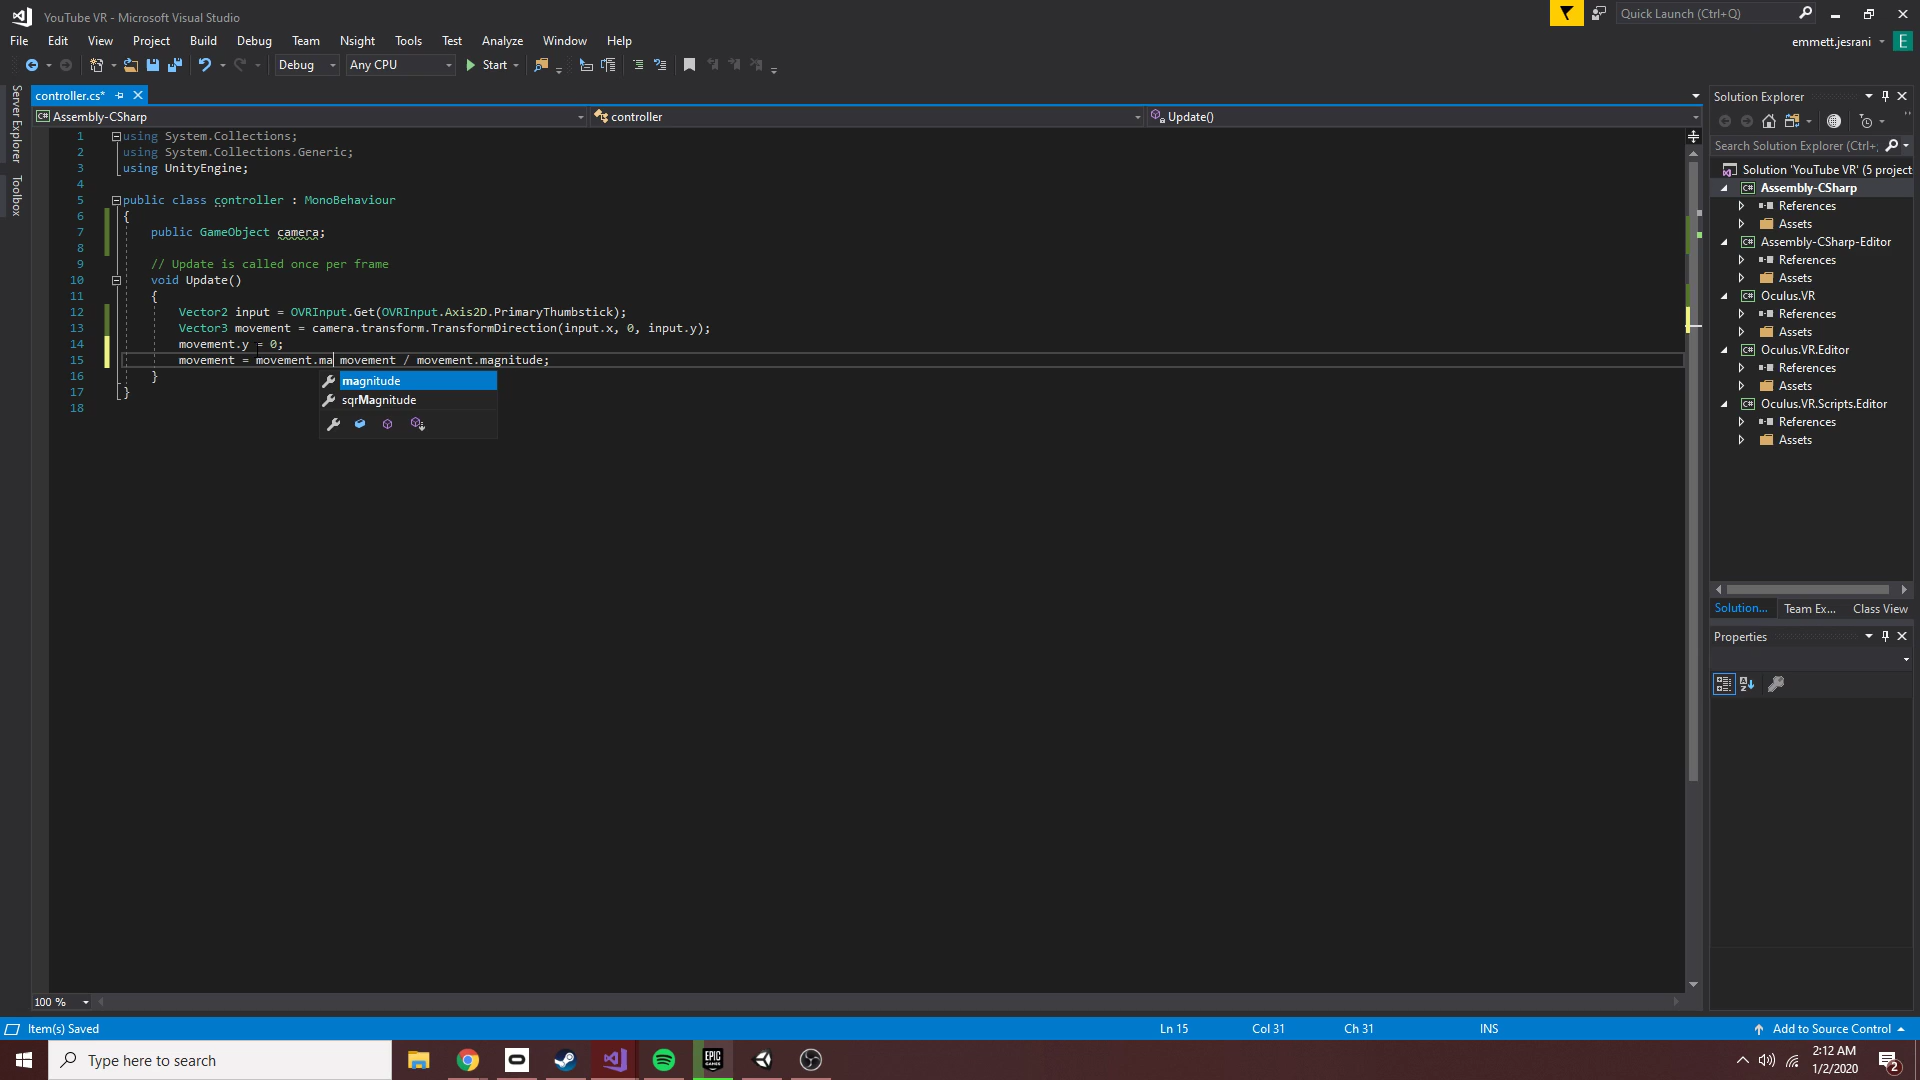 YouTube VR - Microsoft Visual Studio
Quick Launch (Ctrl+Q)
File Edit View Project Build Debug Team Nsight Tools Test Analyze Window Help
emmett.jesrani E
Debug Any CPU Start
Server Explorer
Toolbox
controller.cs*
Assembly-CSharp controller Update()
1 using System.Collections;
2 using System.Collections.Generic;
3 using UnityEngine;
4
5 public class controller : MonoBehaviour
6 {
7 public GameObject camera;
8
9 // Update is called once per frame
10 void Update()
11 {
12 Vector2 input = OVRInput.Get(OVRInput.Axis2D.PrimaryThumbstick);
13 Vector3 movement = camera.transform.TransformDirection(input.x, 0, input.y);
14 movement.y = 0;
15 movement = movement.ma movement / movement.magnitude;
16 }
17 }
18
magnitude
sqrMagnitude
Solution Explorer
Search Solution Explorer (Ctrl+;
Solution 'YouTube VR' (5 project
C# Assembly-CSharp
References
Assets
C# Assembly-CSharp-Editor
References
Assets
C# Oculus.VR
References
Assets
C# Oculus.VR.Editor
References
Assets
C# Oculus.VR.Scripts.Editor
References
Assets
Solution... Team Ex... Class View
Properties
100 %
Item(s) Saved Ln 15 Col 31 Ch 31 INS Add to Source Control
Type here to search
EPIC GAMES
2:12 AM
1/2/2020
2